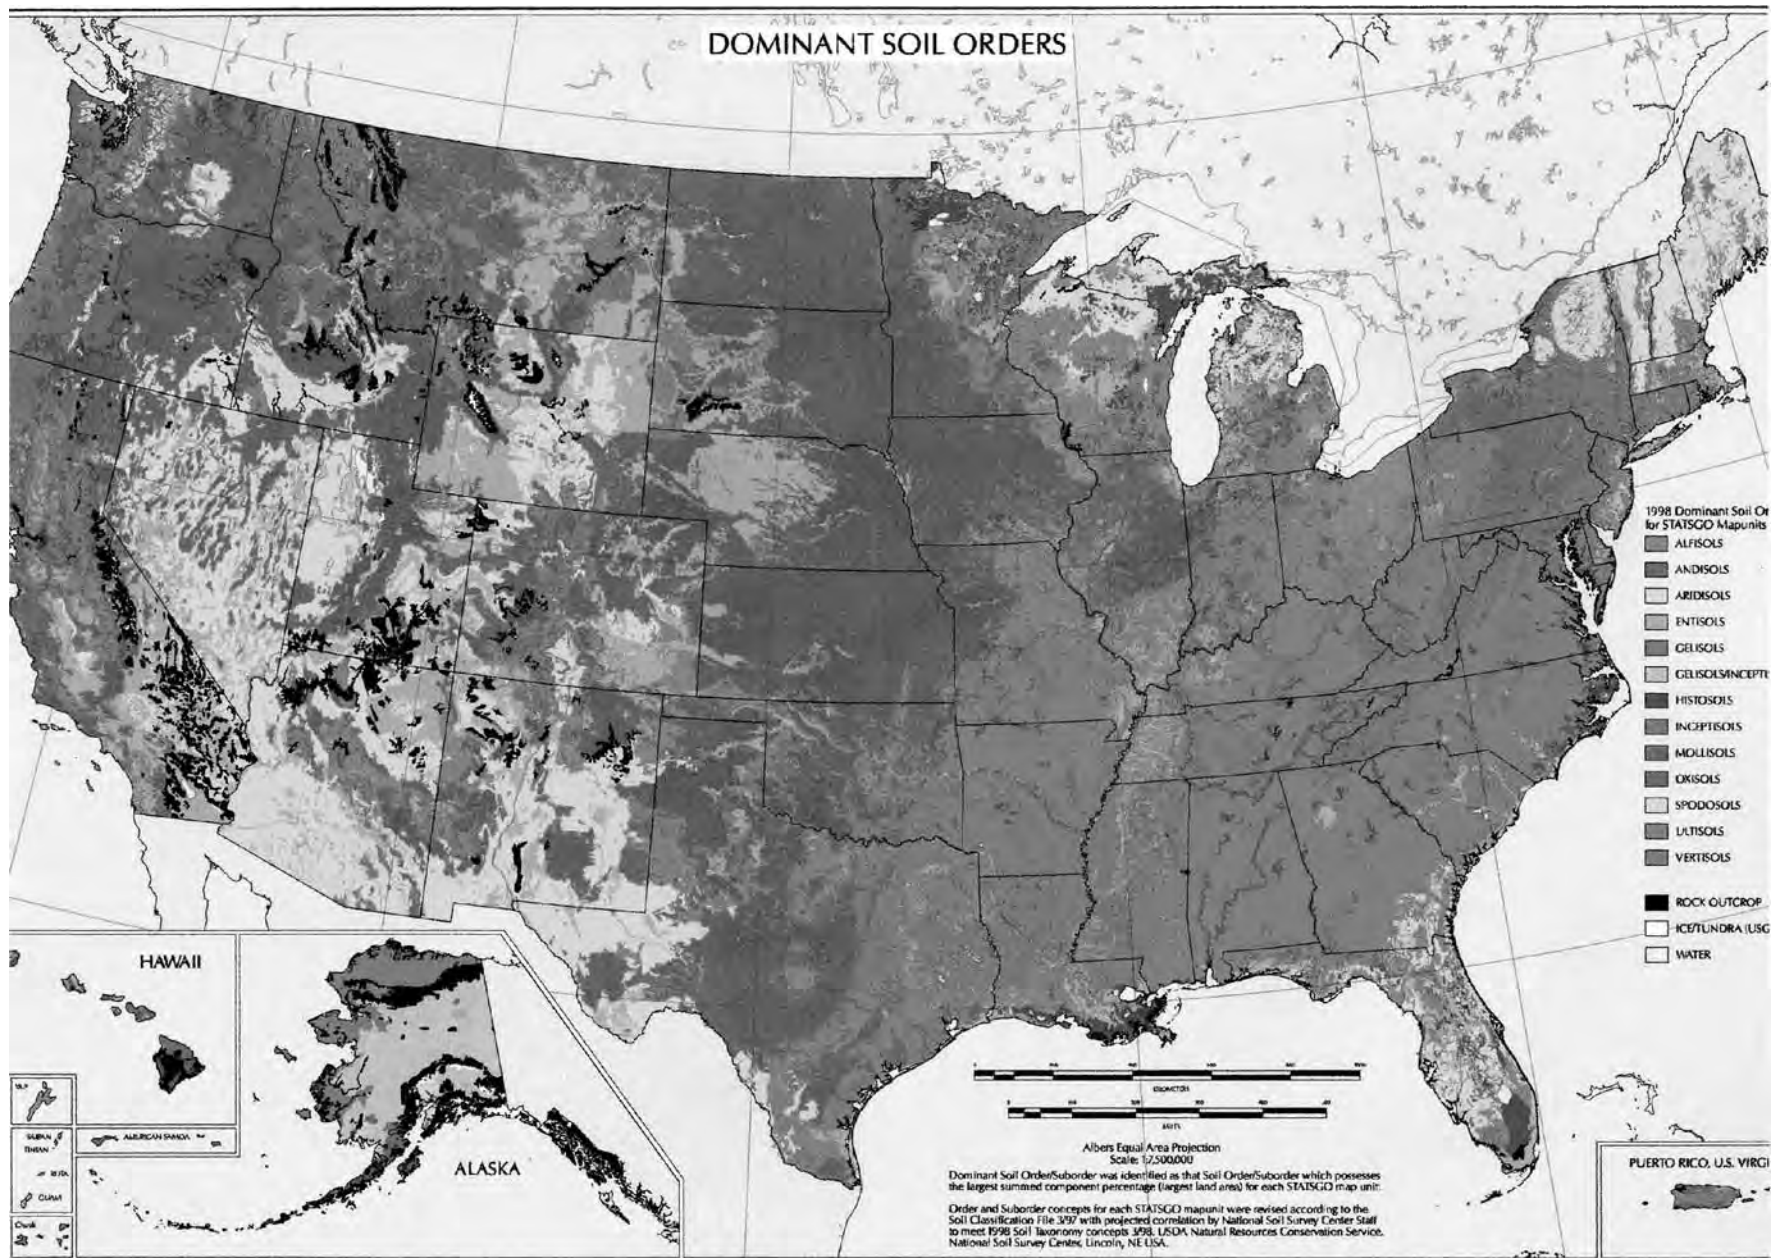 DOMINANT SOIL ORDERS
1998 Dominant Soil Or
for STATSGO Mapunits
ALFISOLS
ANDISOLS
ARIDISOLS
ENTISOLS
GELISOLS
GELISOLS/INCEPTI
HISTOSOLS
INCEPTISOLS
MOLLISOLS
OXISOLS
SPODOSOLS
ULTISOLS
VERTISOLS
ROCK OUTCROP
ICE/TUNDRA (USG
WATER
HAWAII
AMERICAN SAMOA
GUAM
ALASKA
KILOMETERS
MILES
Albers Equal Area Projection
Scale: 1:7,500,000
Dominant Soil Order/Suborder was identified as that Soil Order/Suborder which possesses
the largest summed component percentage (largest land area) for each STATSGO map unit.
Order and Suborder concepts for each STATSGO mapunit were revised according to the
Soil Classification File 3/97 with projected correlation by National Soil Survey Center Staff
to meet 1998 Soil Taxonomy concepts 3/98. USDA Natural Resources Conservation Service.
National Soil Survey Center, Lincoln, NE USA.
PUERTO RICO, U.S. VIRGI